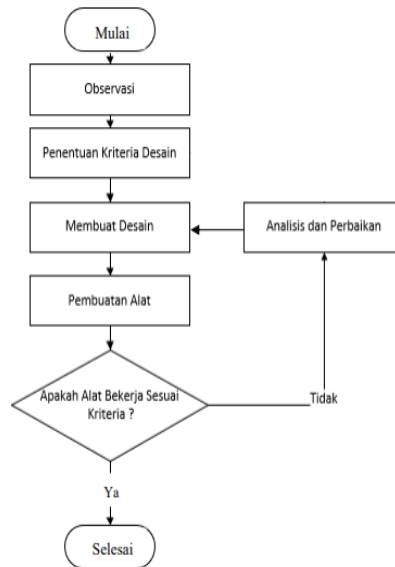 Mulai
Observasi
Penentuan Kriteria Desain
Membuat Desain
Analisis dan Perbaikan
Pembuatan Alat
Apakah Alat Bekerja Sesuai
Kriteria ?
Tidak
Ya
Selesai